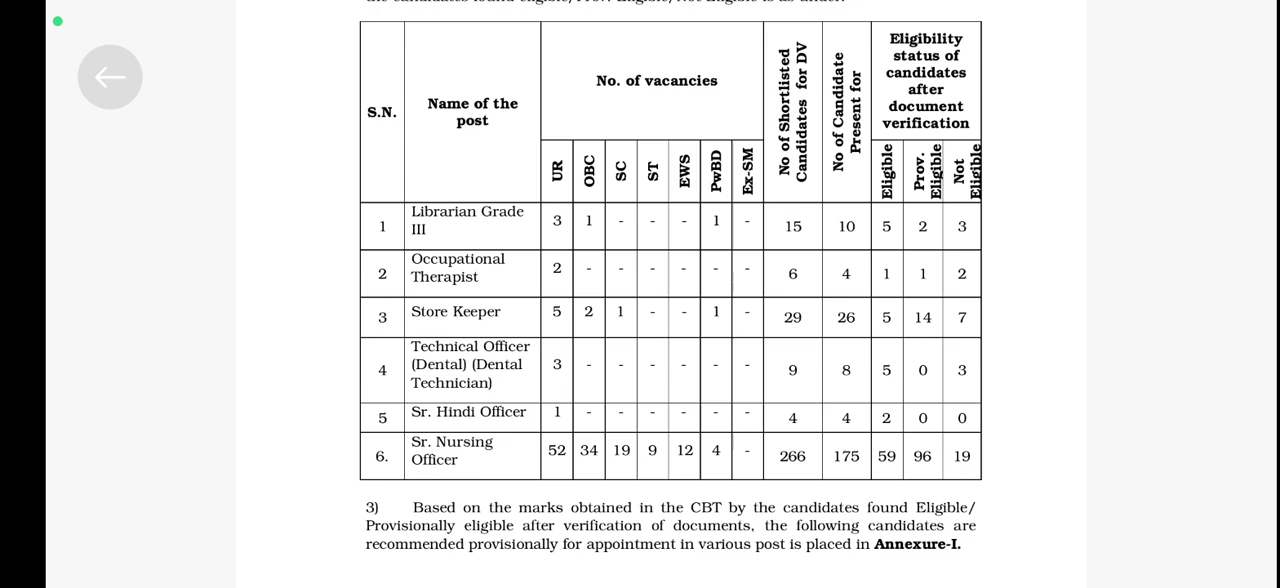 S.N. Name of the post No. of vacancies No of Shortlisted Candidates for DV No of Candidate Present for Eligibility status of candidates after document verification
UR OBC SC ST EWS PwBD Ex-SM Eligible Prov. Eligible Not Eligible
1 Librarian Grade III 3 1 - - - 1 - 15 10 5 2 3
2 Occupational Therapist 2 - - - - - - 6 4 1 1 2
3 Store Keeper 5 2 1 - - 1 - 29 26 5 14 7
4 Technical Officer (Dental) (Dental Technician) 3 - - - - - - 9 8 5 0 3
5 Sr. Hindi Officer 1 - - - - - - 4 4 2 0 0
6. Sr. Nursing Officer 52 34 19 9 12 4 - 266 175 59 96 19
3) Based on the marks obtained in the CBT by the candidates found Eligible/
Provisionally eligible after verification of documents, the following candidates are
recommended provisionally for appointment in various post is placed in Annexure-I.